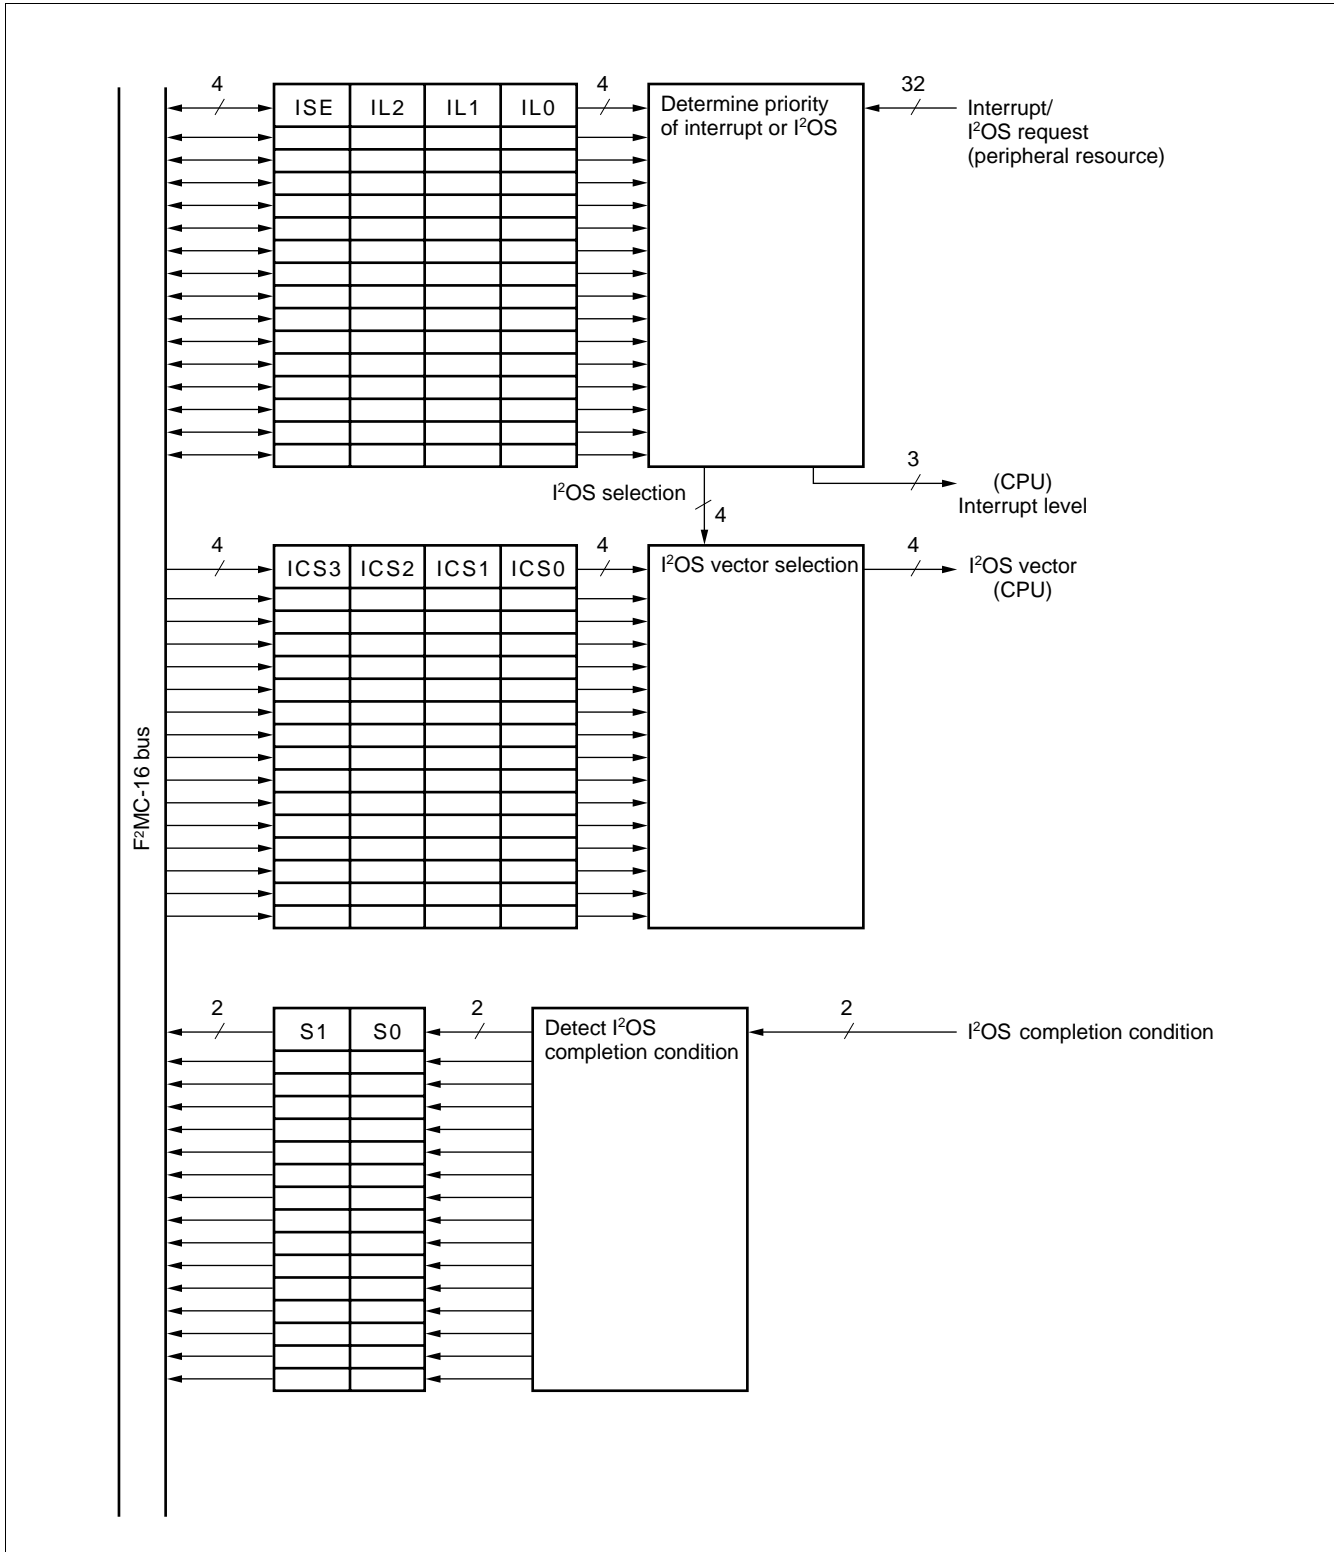 4
ISE IL2 IL1 IL0
4
Determine priority
of interrupt or I²OS
32
Interrupt/
I²OS request
(peripheral resource)
3
(CPU)
Interrupt level
I²OS selection
4
4
ICS3 ICS2 ICS1 ICS0
4
I²OS vector selection
4
I²OS vector
(CPU)
F²MC-16 bus
2
S1 S0
2
Detect I²OS
completion condition
2
I²OS completion condition